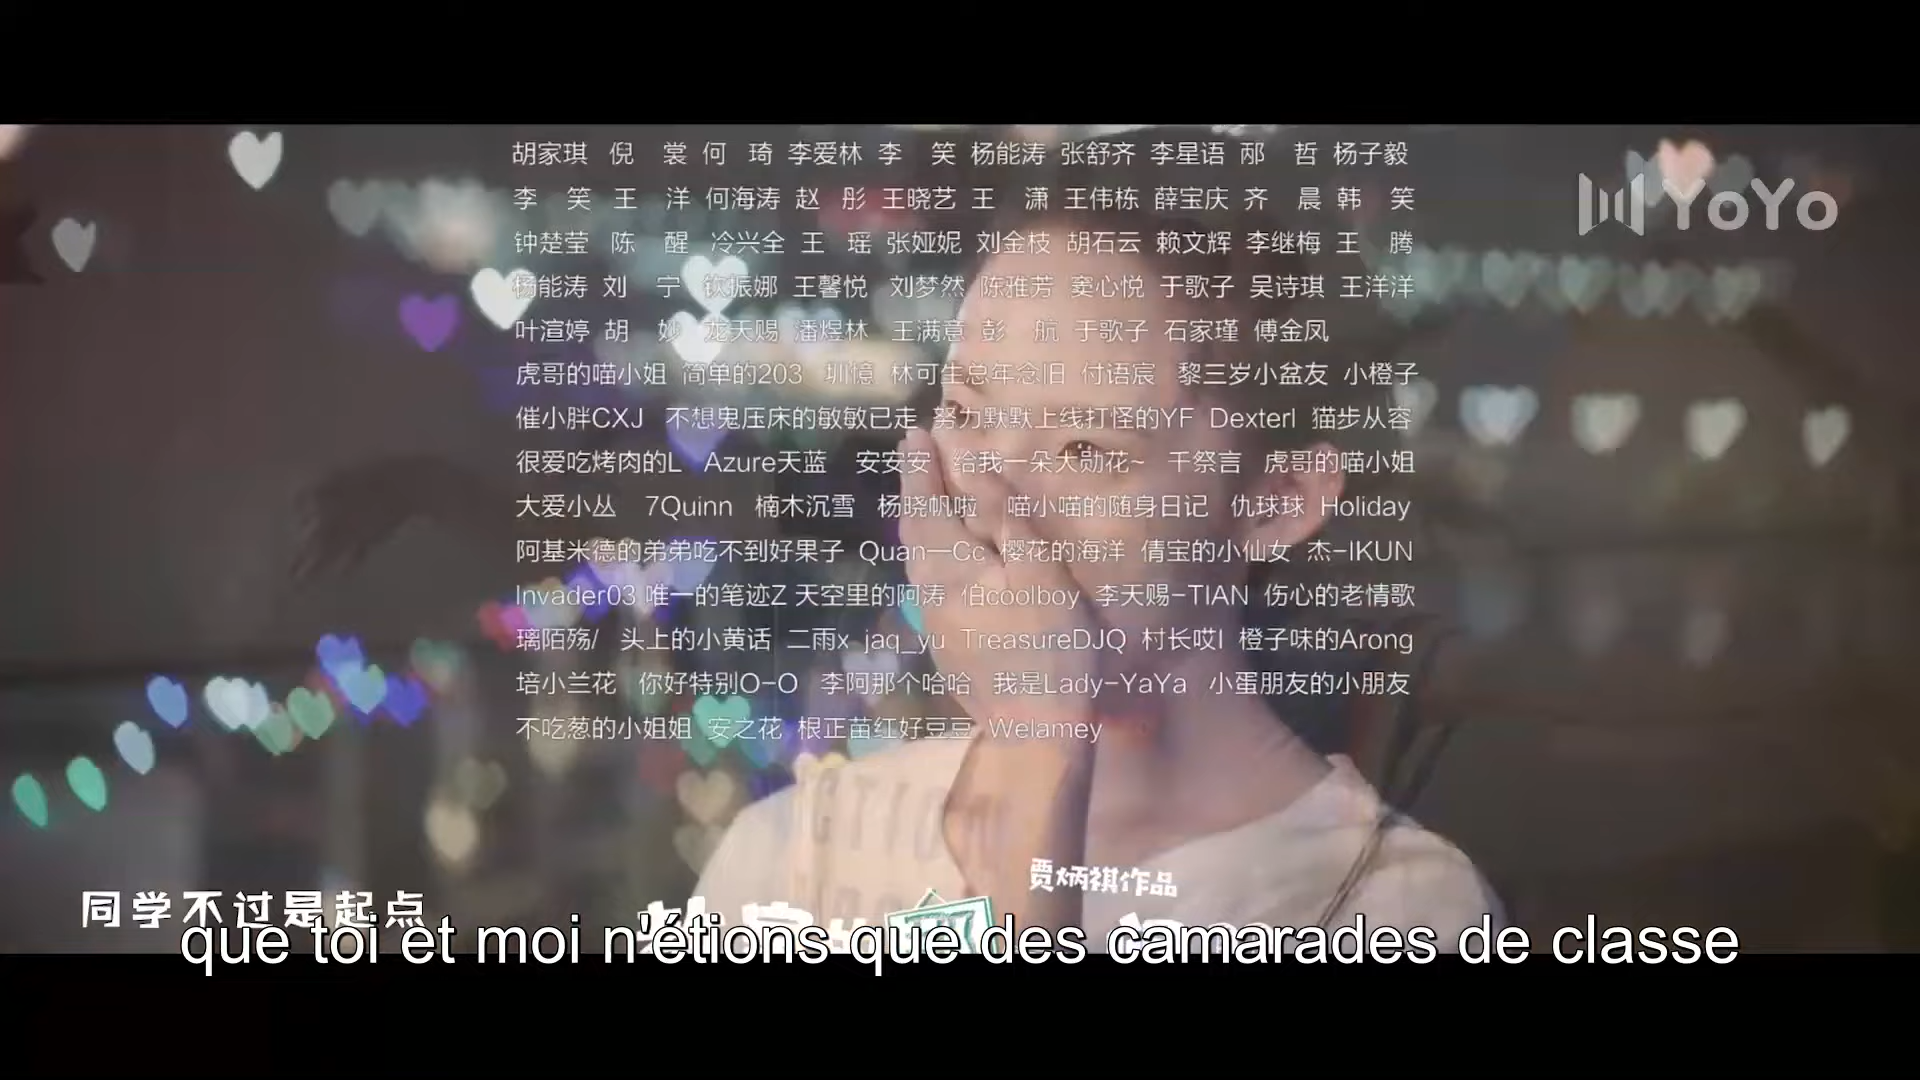 胡家琪 倪 裳 何 琦 李爱林 李 笑 杨能涛 张舒齐 李星语 邴 哲 杨子毅
李 笑 王 洋 何海涛 赵 彤 王晓艺 王 潇 王伟栋 薛宝庆 齐 晨 韩 笑
YoYo
钟楚莹 陈 醒 冷兴全 王 瑶 张娅妮 刘金枝 胡石云 赖文辉 李继梅 王 腾
杨能涛 刘 宁 钦振娜 王馨悦 刘梦然 陈雅芳 窦心悦 于歌子 吴诗琪 王洋洋
叶渲婷 胡 妙 龙天赐 潘煜林 王满意 彭 航 于歌子 石家瑾 傅金凤
虎哥的喵小姐 简单的203 圳憶 林可生总年念旧 付语宸 黎三岁小盆友 小橙子
催小胖CXJ 不想鬼压床的敏敏已走 努力默默上线打怪的YF Dexterl 猫步从容
很爱吃烤肉的L Azure天蓝 安安安 给我一朵大勋花~ 千祭言 虎哥的喵小姐
大爱小丛 7Quinn 楠木沉雪 杨晓帆啦 喵小喵的随身日记 仇球球 Holiday
阿基米德的弟弟吃不到好果子 Quan—Cc 樱花的海洋 倩宝的小仙女 杰-IKUN
Invader03 唯一的笔迹Z 天空里的阿涛 伯coolboy 李天赐-TIAN 伤心的老情歌
璃陌殇/ 头上的小黄话 二雨x jaq_yu TreasureDJQ 村长哎I 橙子味的Arong
培小兰花 你好特别O-O 李阿那个哈哈 我是Lady-YaYa 小蛋朋友的小朋友
不吃葱的小姐姐 安之花 根正苗红好豆豆 Welamey
贾炳祺作品
同学不过是起点
que toi et moi n'étions que des camarades de classe